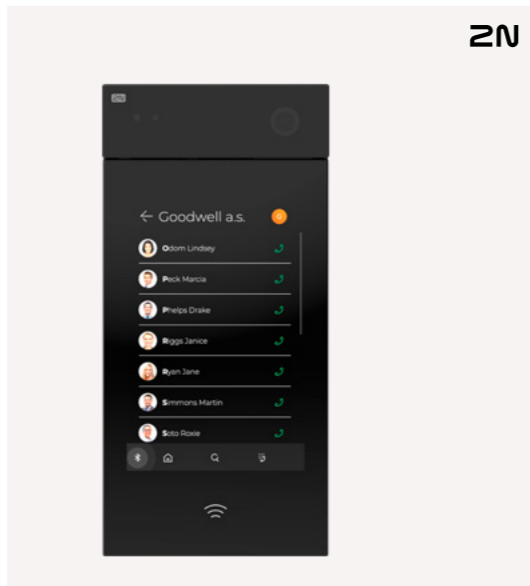 2N
Goodwell a.s.
Odom Lindsey
Peck Marcia
Phelps Drake
Riggs Janice
Ryan Jane
Simmons Martin
Soto Roxie